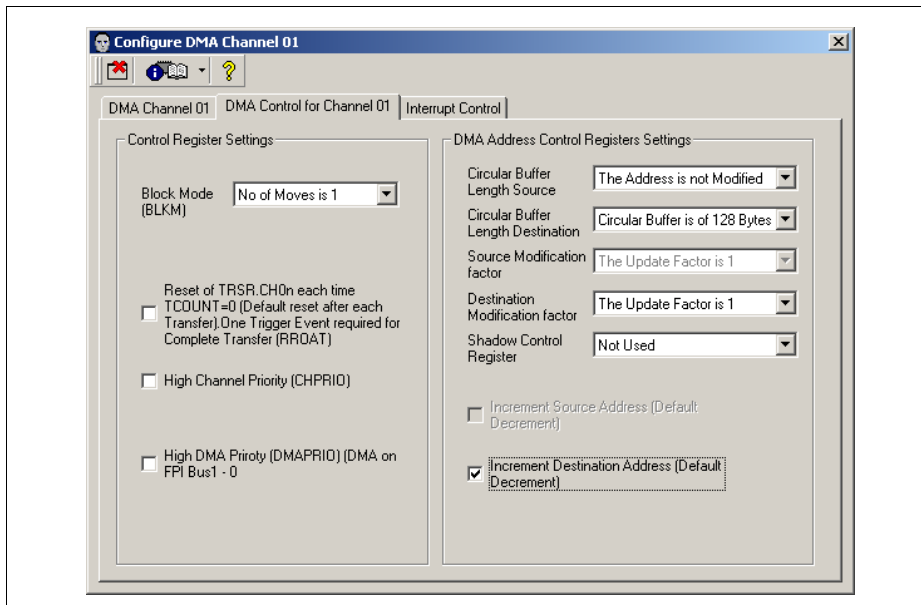 Configure DMA Channel 01
DMA Channel 01
DMA Control for Channel 01
Interrupt Control
Control Register Settings
Block Mode
(BLKM)
No of Moves is 1
Reset of TRSR.CH0n each time
TCOUNT=0 (Default reset after each
Transfer).One Trigger Event required for
Complete Transfer (RROAT)
High Channel Priority (CHPRIO)
High DMA Prioty (DMAPRIO) (DMA on
FPI Bus1 - 0
DMA Address Control Registers Settings
Circular Buffer
Length Source
The Address is not Modified
Circular Buffer
Length Destination
Circular Buffer is of 128 Bytes
Source Modification
factor
The Update Factor is 1
Destination
Modification factor
The Update Factor is 1
Shadow Control
Register
Not Used
Increment Source Address (Default
Decrement)
Increment Destination Address (Default
Decrement)